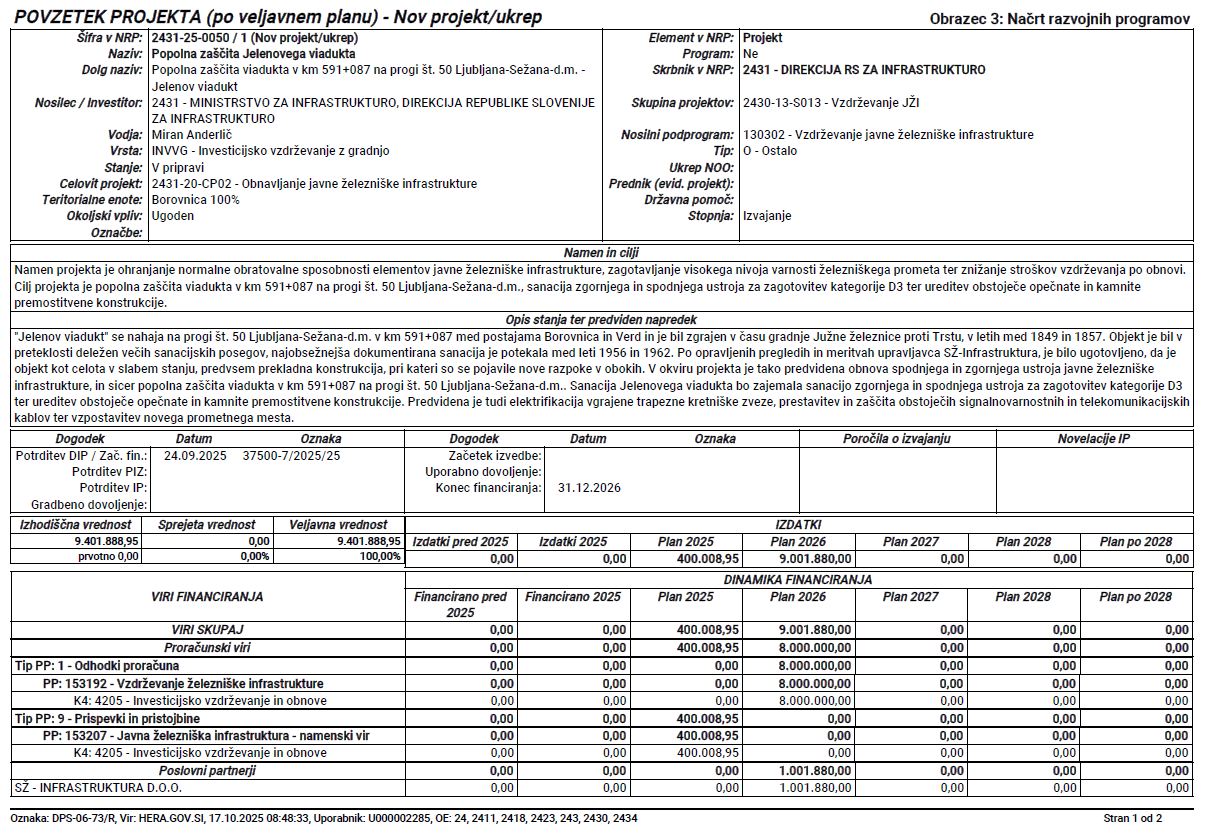 POVZETEK PROJEKTA (po veljavnem planu) - Nov projekt/ukrep
Obrazec 3: Načrt razvojnih programov
Šifra v NRP: 2431-25-0050 / 1 (Nov projekt/ukrep)
Naziv: Popolna zaščita Jelenovega viadukta
Dolg naziv: Popolna zaščita viadukta v km 591+087 na progi št. 50 Ljubljana-Sežana-d.m. -
Jelenov viadukt
Nosilec / Investitor: 2431 - MINISTRSTVO ZA INFRASTRUKTURO, DIREKCIJA REPUBLIKE SLOVENIJE
ZA INFRASTRUKTURO
Vodja: Miran Anderlič
Vrsta: INVVG - Investicijsko vzdrževanje z gradnjo
Stanje: V pripravi
Celovit projekt: 2431-20-CP02 - Obnavljanje javne železniške infrastrukture
Teritorialne enote: Borovnica 100%
Okoljski vpliv: Ugoden
Označbe:
Element v NRP: Projekt
Program: Ne
Skrbnik v NRP: 2431 - DIREKCIJA RS ZA INFRASTRUKTURO
Skupina projektov: 2430-13-S013 - Vzdrževanje JŽI
Nosilni podprogram: 130302 - Vzdrževanje javne železniške infrastrukture
Tip: O - Ostalo
Ukrep NOO:
Prednik (evid. projekt):
Državna pomoč:
Stopnja: Izvajanje
Namen in cilji
Namen projekta je ohranjanje normalne obratovalne sposobnosti elementov javne železniške infrastrukture, zagotavljanje visokega nivoja varnosti železniškega prometa ter znižanje stroškov vzdrževanja po obnovi.
Cilj projekta je popolna zaščita viadukta v km 591+087 na progi št. 50 Ljubljana-Sežana-d.m., sanacija zgornjega in spodnjega ustroja za zagotovitev kategorije D3 ter ureditev obstoječe opečnate in kamnite
premostitvene konstrukcije.
Opis stanja ter predviden napredek
"Jelenov viadukt" se nahaja na progi št. 50 Ljubljana-Sežana-d.m. v km 591+087 med postajama Borovnica in Verd in je bil zgrajen v času gradnje Južne železnice proti Trstu, v letih med 1849 in 1857. Objekt je bil v
preteklosti deležen večih sanacijskih posegov, najobsežnejša dokumentirana sanacija je potekala med leti 1956 in 1962. Po opravljenih pregledih in meritvah upravljavca SŽ-Infrastruktura, je bilo ugotovljeno, da je
objekt kot celota v slabem stanju, predvsem prekladna konstrukcija, pri kateri so se pojavile nove razpoke v obokih. V okviru projekta je tako predvidena obnova spodnjega in zgornjega ustroja javne železniške
infrastrukture, in sicer popolna zaščita viadukta v km 591+087 na progi št. 50 Ljubljana-Sežana-d.m.. Sanacija Jelenovega viadukta bo zajemala sanacijo zgornjega in spodnjega ustroja za zagotovitev kategorije D3
ter ureditev obstoječe opečnate in kamnite premostitvene konstrukcije. Predvidena je tudi elektrifikacija vgrajene trapezne kretniške zveze, prestavitev in zaščita obstoječih signalnovarnostnih in telekomunikacijskih
kablov ter vzpostavitev novega prometnega mesta.
Dogodek Datum Oznaka Dogodek Datum Oznaka Poročila o izvajanju Novelacije IP
Potrditev DIP / Zač. fin.: 24.09.2025 37500-7/2025/25 Začetek izvedbe:
Potrditev PIZ: Uporabno dovoljenje:
Potrditev IP: Konec financiranja: 31.12.2026
Gradbeno dovoljenje:
Izhodiščna vrednost Sprejeta vrednost Veljavna vrednost IZDATKI
9.401.888,95 0,00 9.401.888,95 Izdatki pred 2025 Izdatki 2025 Plan 2025 Plan 2026 Plan 2027 Plan 2028 Plan po 2028
prvotno 0,00 0,00% 100,00% 0,00 0,00 400.008,95 9.001.880,00 0,00 0,00 0,00
VIRI FINANCIRANJA DINAMIKA FINANCIRANJA
Financirano pred 2025 Financirano 2025 Plan 2025 Plan 2026 Plan 2027 Plan 2028 Plan po 2028
VIRI SKUPAJ 0,00 0,00 400.008,95 9.001.880,00 0,00 0,00 0,00
Proračunski viri 0,00 0,00 400.008,95 8.000.000,00 0,00 0,00 0,00
Tip PP: 1 - Odhodki proračuna 0,00 0,00 0,00 8.000.000,00 0,00 0,00 0,00
PP: 153192 - Vzdrževanje železniške infrastrukture 0,00 0,00 0,00 8.000.000,00 0,00 0,00 0,00
K4: 4205 - Investicijsko vzdrževanje in obnove 0,00 0,00 0,00 8.000.000,00 0,00 0,00 0,00
Tip PP: 9 - Prispevki in pristojbine 0,00 0,00 400.008,95 0,00 0,00 0,00 0,00
PP: 153207 - Javna železniška infrastruktura - namenski vir 0,00 0,00 400.008,95 0,00 0,00 0,00 0,00
K4: 4205 - Investicijsko vzdrževanje in obnove 0,00 0,00 400.008,95 0,00 0,00 0,00 0,00
Poslovni partnerji 0,00 0,00 0,00 1.001.880,00 0,00 0,00 0,00
SŽ - INFRASTRUKTURA D.O.O. 0,00 0,00 0,00 1.001.880,00 0,00 0,00 0,00
Oznaka: DPS-06-73/R, Vir: HERA.GOV.SI, 17.10.2025 08:48:33, Uporabnik: U000002285, OE: 24, 2411, 2418, 2423, 243, 2430, 2434
Stran 1 od 2